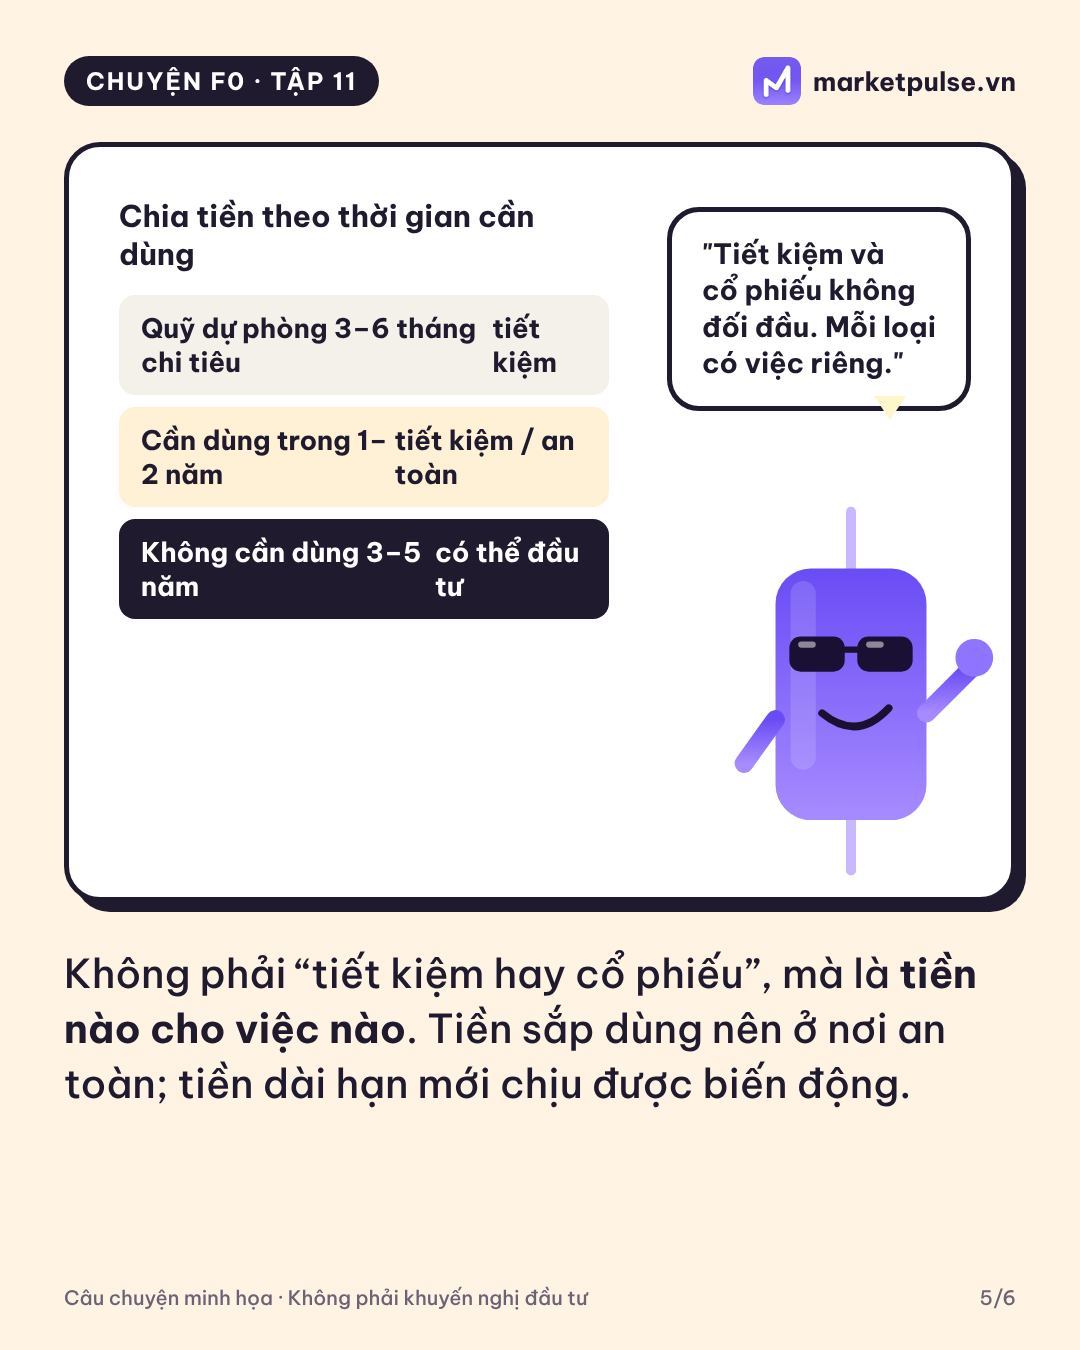 CHUYỆN F0 · TẬP 11
marketpulse.vn
Chia tiền theo thời gian cần
dùng
Quỹ dự phòng 3–6 tháng tiết
chi tiêu kiệm
Cần dùng trong 1– tiết kiệm / an
2 năm toàn
Không cần dùng 3–5 có thể đầu
năm tư
"Tiết kiệm và
cổ phiếu không
đối đầu. Mỗi loại
có việc riêng."
Không phải “tiết kiệm hay cổ phiếu”, mà là tiền
nào cho việc nào. Tiền sắp dùng nên ở nơi an
toàn; tiền dài hạn mới chịu được biến động.
Câu chuyện minh họa · Không phải khuyến nghị đầu tư
5/6